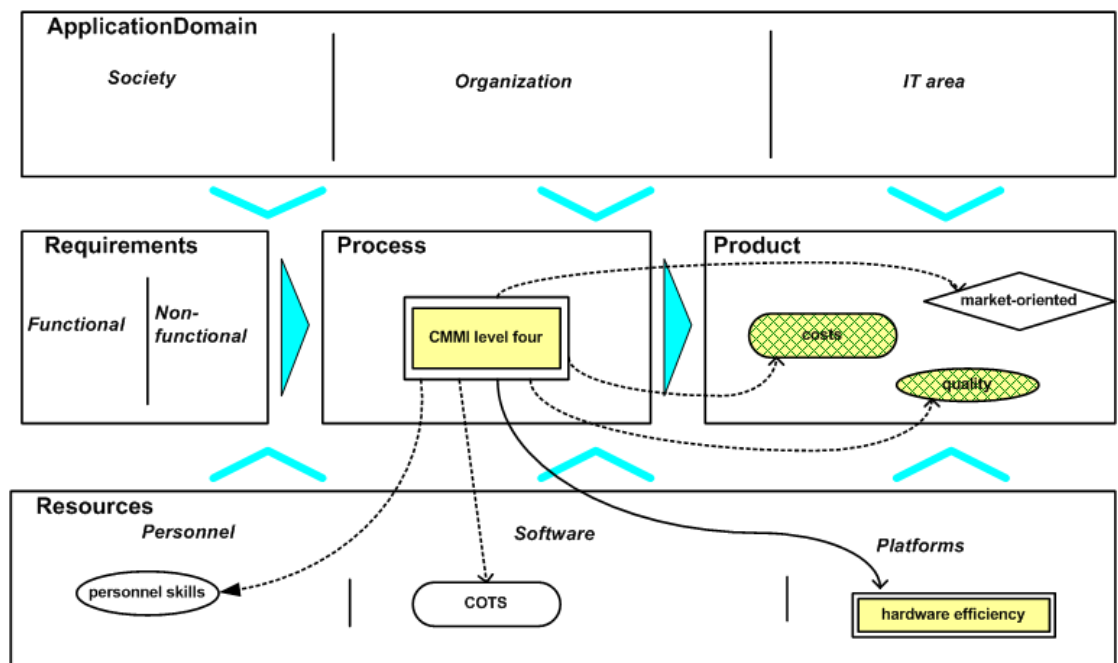 ApplicationDomain
Society
Organization
IT area
Requirements
Process
Product
Functional
Non-
functional
CMMI level four
market-oriented
costs
quality
Resources
Personnel
Software
Platforms
personnel skills
COTS
hardware efficiency